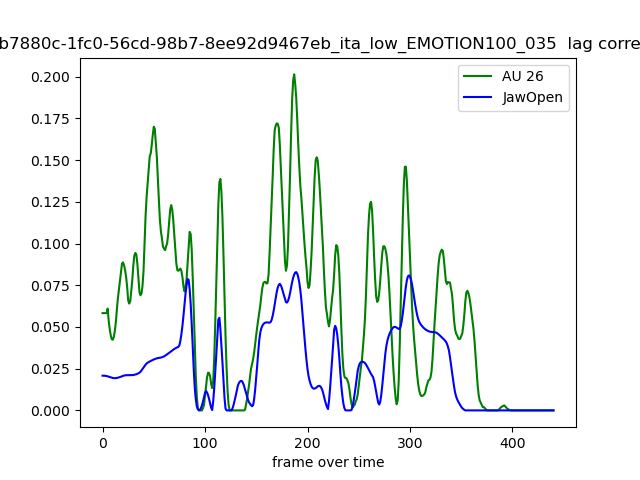 b7880c-1fc0-56cd-98b7-8ee92d9467eb_ita_low_EMOTION100_035 lag corre
AU 26
JawOpen
0.200
0.175
0.150
0.125
0.100
0.075
0.050
0.025
0.000
0 100 200 300 400
frame over time